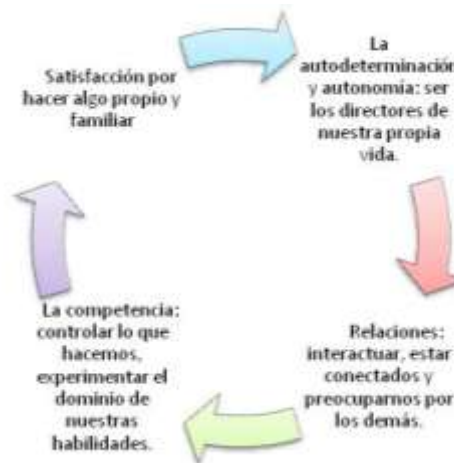 Satisfacción por
hacer algo propio y
familiar
La
autodeterminación
y autonomía: ser
los directores de
nuestra propia
vida.
Relaciones:
interactuar, estar
conectados y
preocuparnos por
los demás.
La competencia:
controlar lo que
hacemos,
experimentar el
dominio de
nuestras
habilidades.